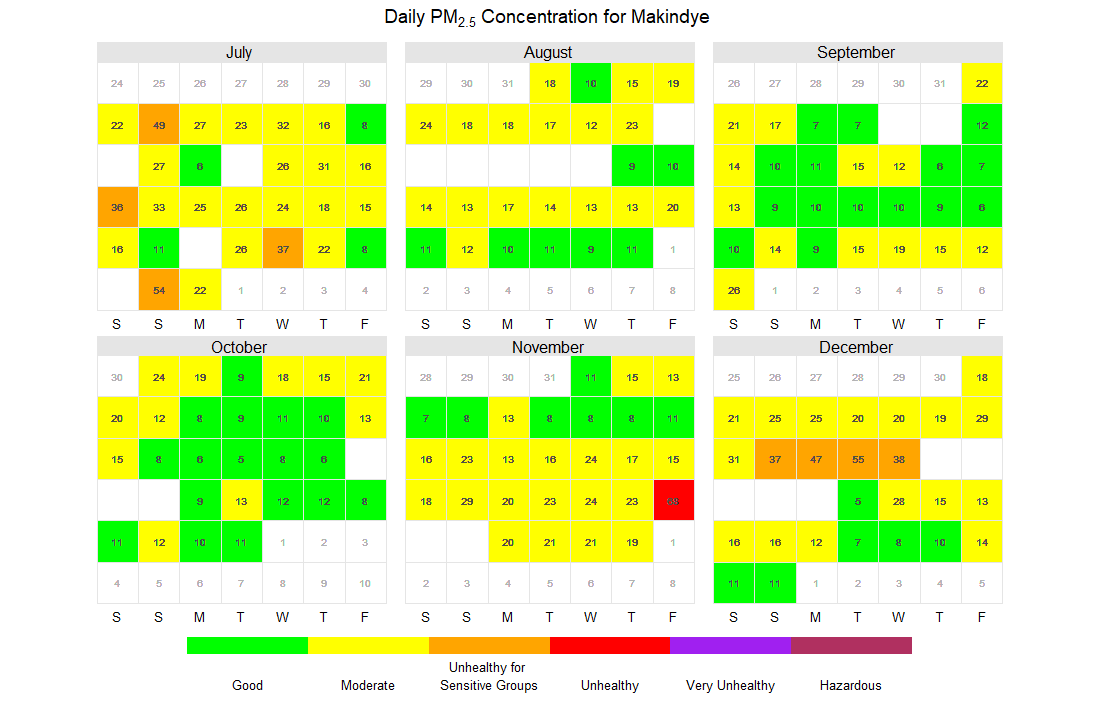 Daily PM2.5 Concentration for Makindye
July August September
24 25 26 27 28 29 30 29 30 31 18 10 15 19 26 27 28 29 30 31 22
22 49 27 23 32 16 8 24 18 18 17 12 23 21 17 7 7 12
27 6 26 31 16 9 10 14 10 11 15 12 6 7
36 33 25 26 24 18 15 14 13 17 14 13 13 20 13 9 10 10 10 9 6
16 11 26 37 22 8 11 12 10 11 9 11 1 10 14 9 15 19 15 12
54 22 1 2 3 4 2 3 4 5 6 7 8 26 1 2 3 4 5 6
S S M T W T F S S M T W T F S S M T W T F
October November December
30 24 19 9 18 15 21 28 29 30 31 11 15 13 25 26 27 28 29 30 18
20 12 8 9 11 10 13 7 8 13 8 8 8 11 21 25 25 20 20 19 29
15 8 6 5 8 6 16 23 13 16 24 17 15 31 37 47 55 38
9 13 12 12 8 18 29 20 23 24 23 5 28 15 13
11 12 10 11 1 2 3 20 21 21 19 1 16 16 12 7 8 10 14
4 5 6 7 8 9 10 2 3 4 5 6 7 8 11 11 1 2 3 4 5
S S M T W T F S S M T W T F S S M T W T F
Good Moderate Unhealthy for
Sensitive Groups Unhealthy Very Unhealthy Hazardous